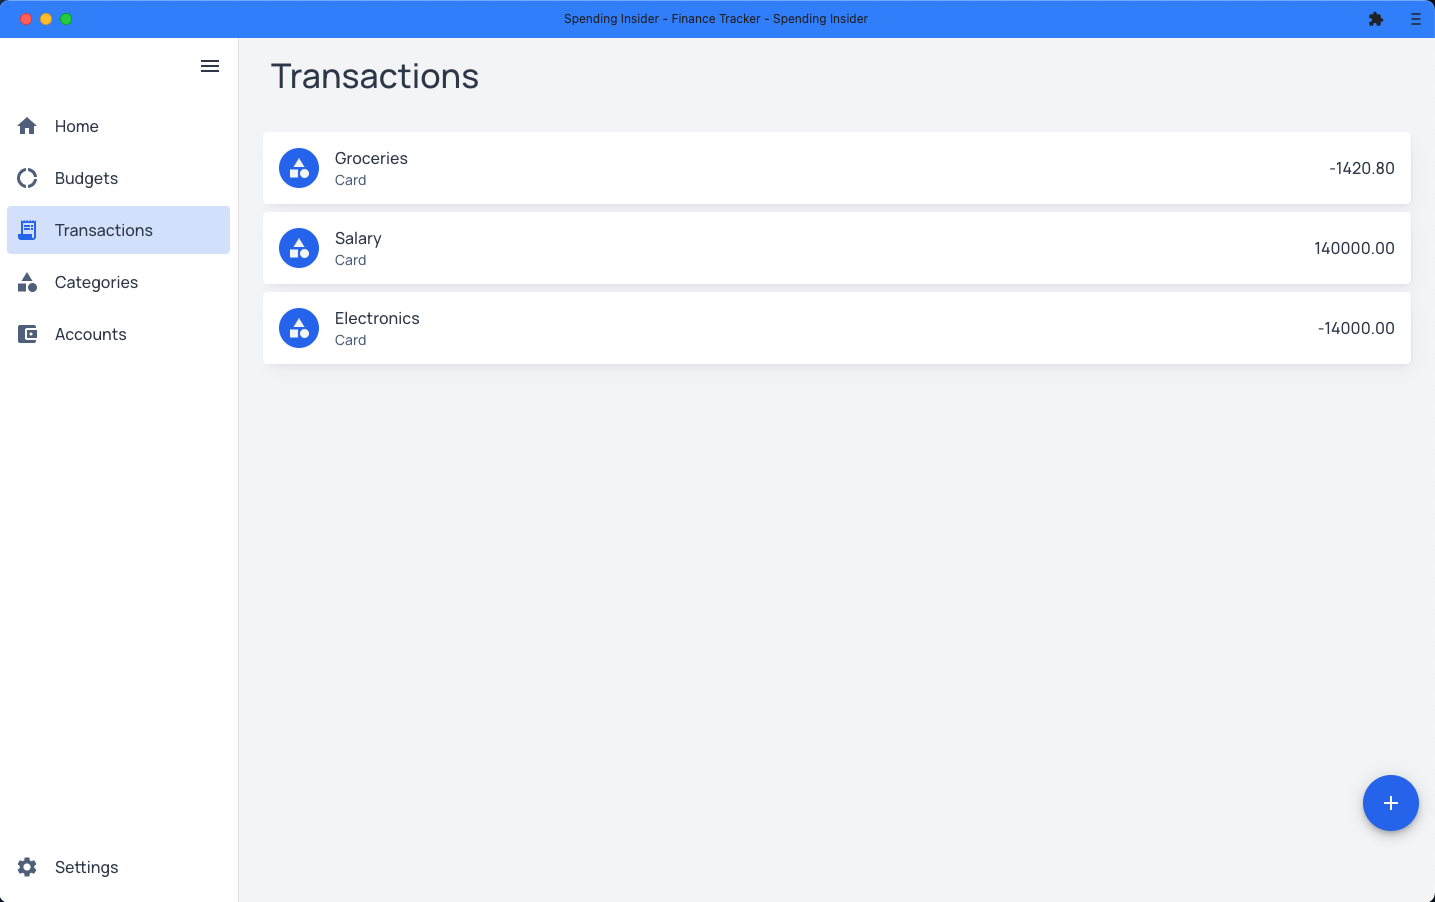 Spending Insider - Finance Tracker - Spending Insider
Home
Budgets
Transactions
Categories
Accounts
Settings
Transactions
Groceries
Card
-1420.80
Salary
Card
140000.00
Electronics
Card
-14000.00